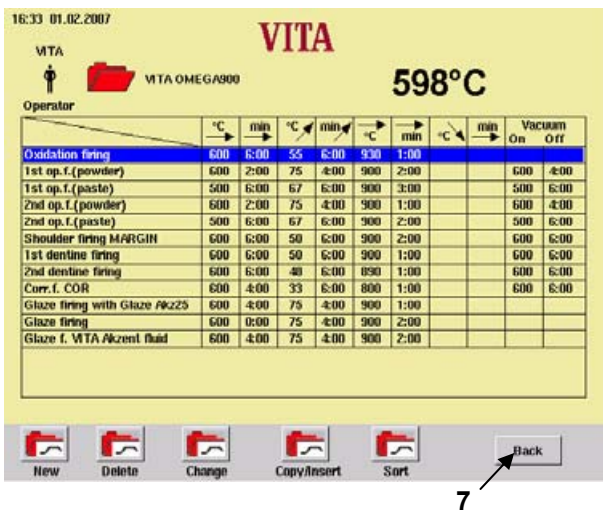 16:33 01.02.2007
VITA
VITA
VITA OMEGA900
598°C
Operator
°C min °C min °C min °C min Vacuum
On Off
Oxidation firing 600 6:00 55 6:00 930 1:00
1st op.f.(powder) 600 2:00 75 4:00 900 2:00 600 4:00
1st op.f.(paste) 500 6:00 67 6:00 900 3:00 500 6:00
2nd op.f.(powder) 600 2:00 75 4:00 900 1:00 600 4:00
2nd op.f.(paste) 500 6:00 67 6:00 900 2:00 500 6:00
Shoulder firing MARGIN 600 6:00 50 6:00 900 2:00 600 6:00
1st dentine firing 600 6:00 50 6:00 900 1:00 600 6:00
2nd dentine firing 600 6:00 48 6:00 890 1:00 600 6:00
Corr.f. COR 600 4:00 33 6:00 800 1:00 600 6:00
Glaze firing with Glaze Akz25 600 4:00 75 4:00 900 1:00
Glaze firing 600 0:00 75 4:00 900 2:00
Glaze f. VITA Akzent fluid 600 4:00 75 4:00 900 2:00
New Delete Change Copy/Insert Sort Back
7